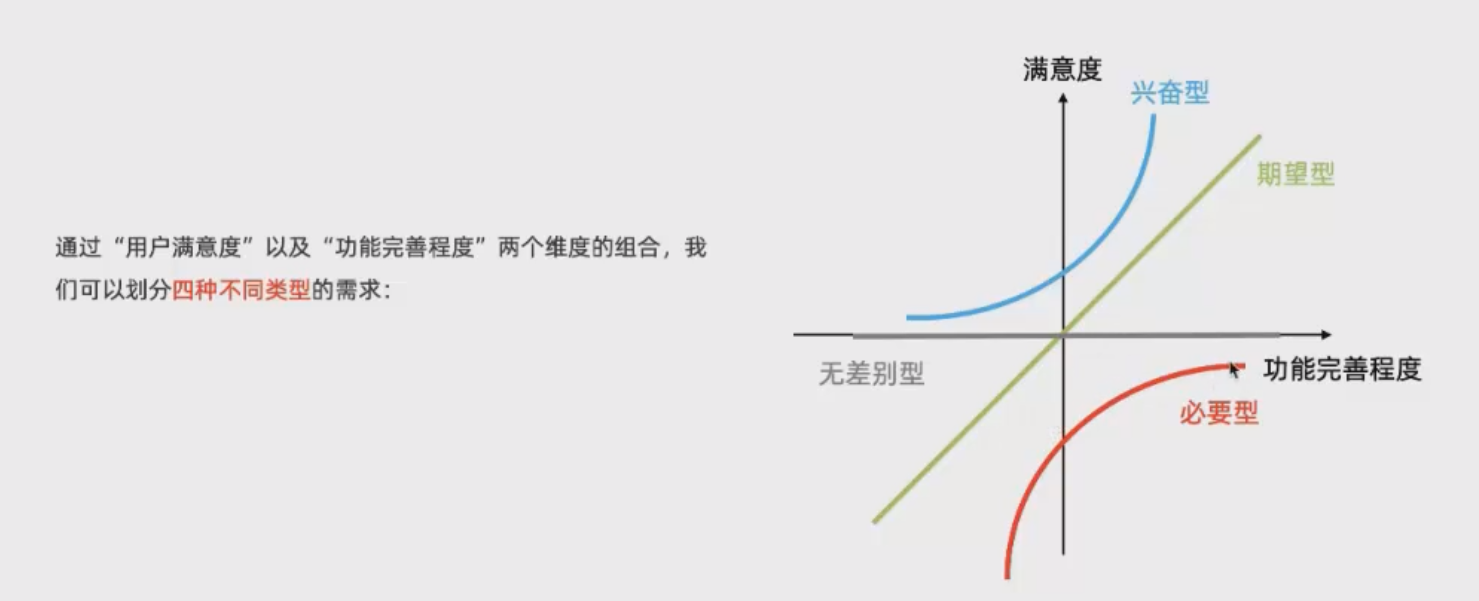 满意度
兴奋型
期望型
通过“用户满意度”以及“功能完善程度”两个维度的组合，我
们可以划分四种不同类型的需求：
无差别型
功能完善程度
必要型